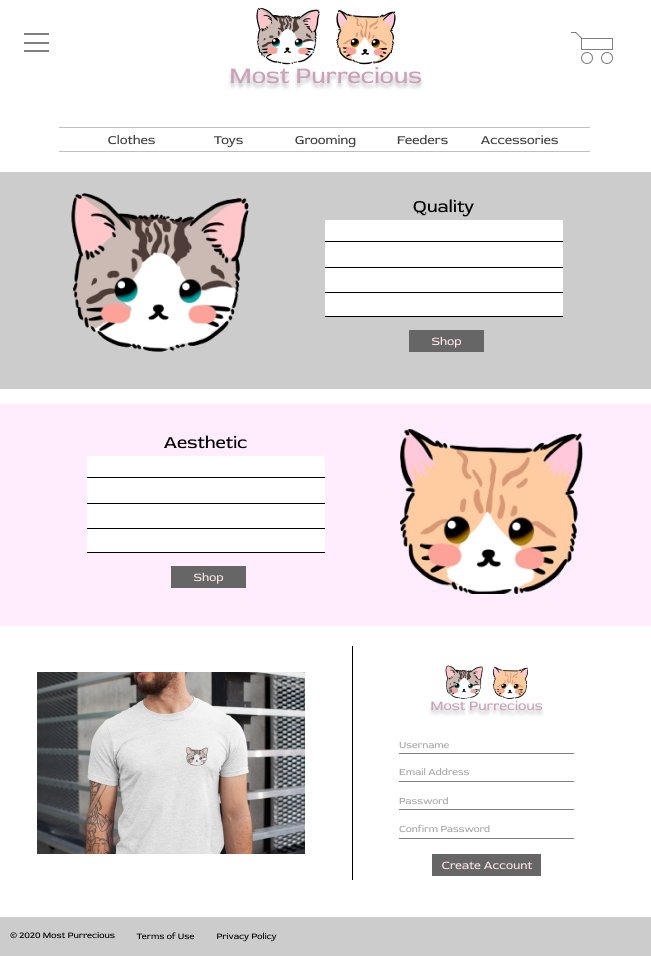 Most Purrecious
Clothes Toys Grooming Feeders Accessories
Quality
Shop
Aesthetic
Shop
Most Purrecious
Username
Email Address
Password
Confirm Password
Create Account
© 2020 Most Purrecious Terms of Use Privacy Policy